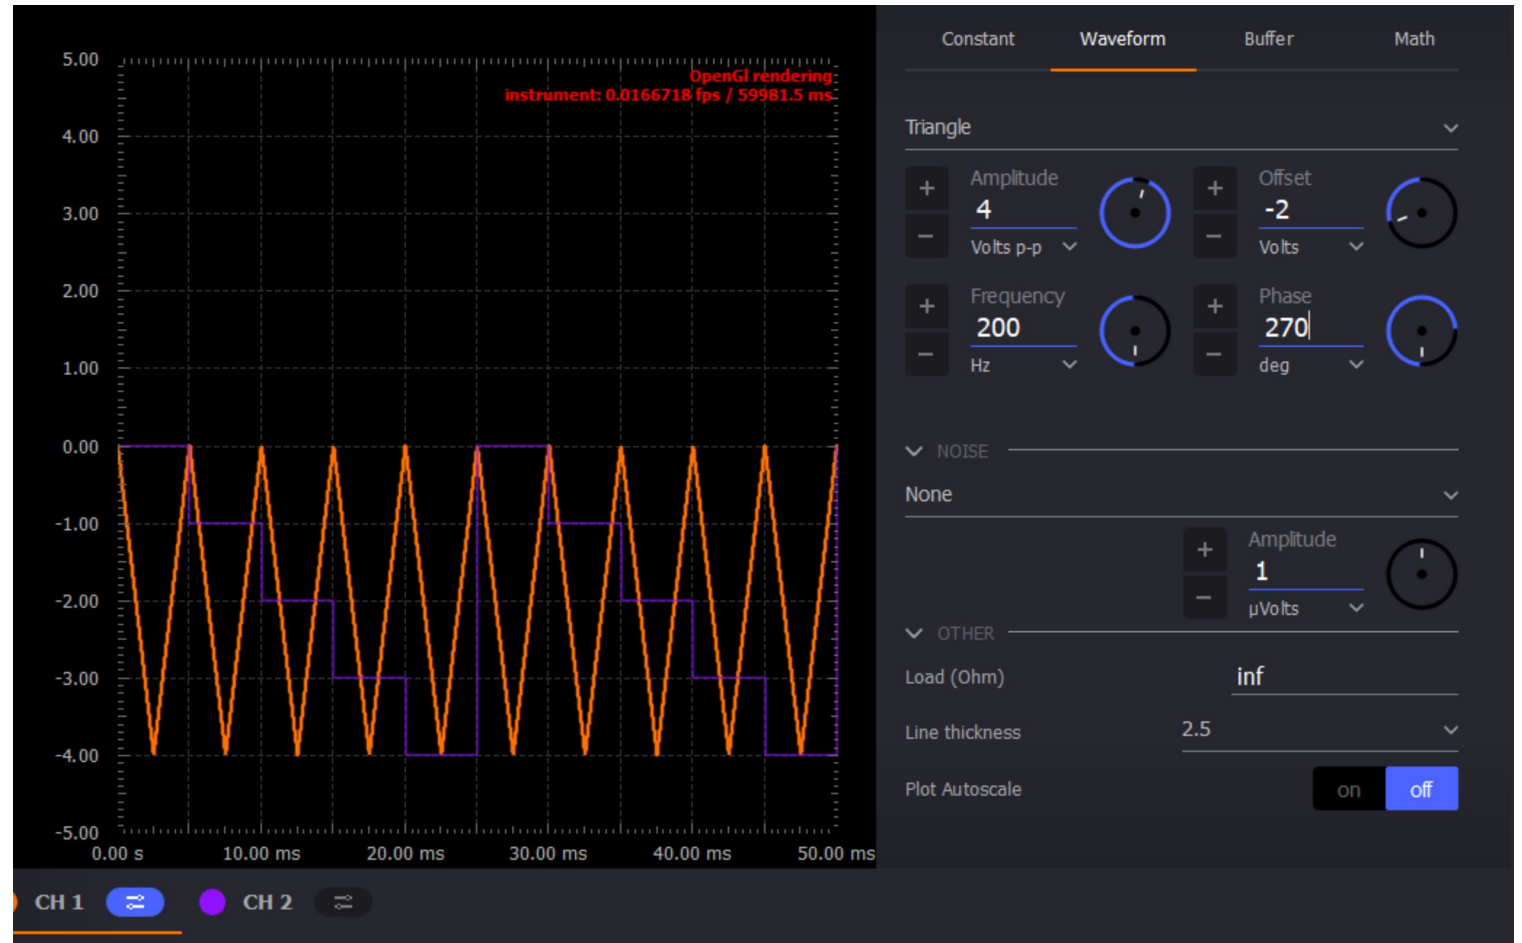 5.00
4.00
3.00
2.00
1.00
0.00
-1.00
-2.00
-3.00
-4.00
-5.00
OpenGl rendering
instrument: 0.0166718 fps / 59981.5 ms
0.00 s 10.00 ms 20.00 ms 30.00 ms 40.00 ms 50.00 ms
CH 1 CH 2
Constant Waveform Buffer Math
Triangle
Amplitude Offset
4 -2
Volts p-p Volts
Frequency Phase
200 270
Hz deg
NOISE
None
Amplitude
1
µVolts
OTHER
Load (Ohm) inf
Line thickness 2.5
Plot Autoscale on off